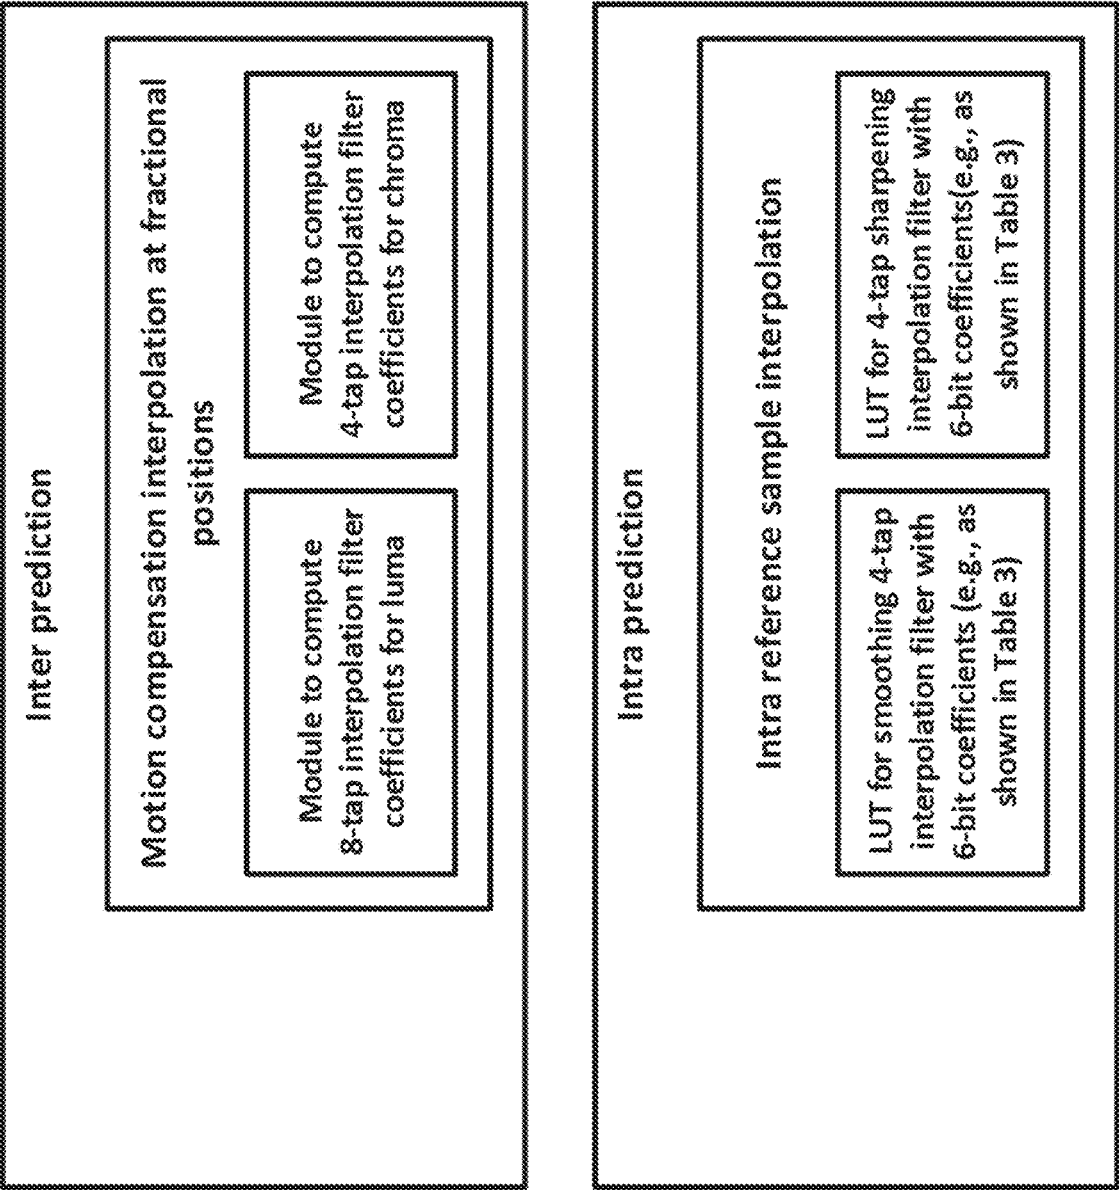 Inter prediction
Motion compensation interpolation at fractional
positions
Module to compute
8-tap interpolation filter
coefficients for luma
Module to compute
4-tap interpolation filter
coefficients for chroma
Intra prediction
Intra reference sample interpolation
LUT for smoothing 4-tap
interpolation filter with
6-bit coefficients (e.g., as
shown in Table 3)
LUT for 4-tap sharpening
interpolation filter with
6-bit coefficients(e.g., as
shown in Table 3)